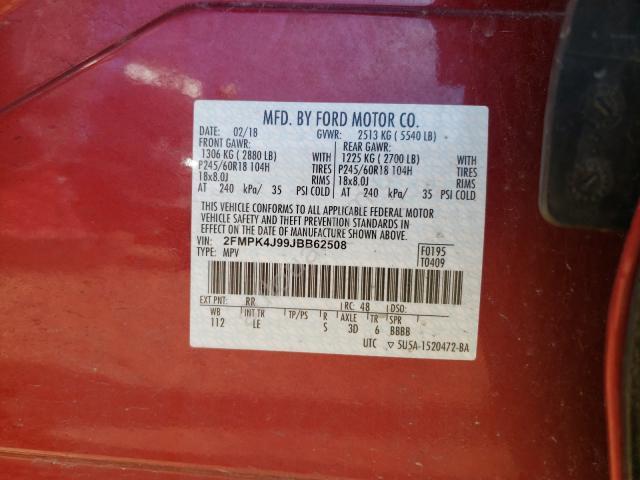 MFD. BY FORD MOTOR CO.
DATE: 02/18 GVWR: 2513 KG ( 5540 LB)
FRONT GAWR: REAR GAWR:
1306 KG ( 2880 LB) WITH 1225 KG ( 2700 LB) WITH
P245/60R18 104H TIRES P245/60R18 104H TIRES
18x8.0J RIMS 18x8.0J RIMS
AT 240 kPa/ 35 PSI COLD AT 240 kPa/ 35 PSI COLD
THIS VEHICLE CONFORMS TO ALL APPLICABLE FEDERAL MOTOR
VEHICLE SAFETY AND THEFT PREVENTION STANDARDS IN
EFFECT ON THE DATE OF MANUFACTURE SHOWN ABOVE.
VIN: 2FMPK4J99JBB62508 F0195
TYPE: MPV T0409
EXT PNT: RR RC: 48 DSO:
WB INT TR TP/PS R AXLE TR SPR
112 LE S 3D 6 BBBB
UTC ▽ 5U5A-1520472-BA